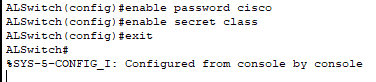 ALSwitch(config)#enable password cisco
ALSwitch(config)#enable secret class
ALSwitch(config)#exit
ALSwitch#
%SYS-5-CONFIG_I: Configured from console by console